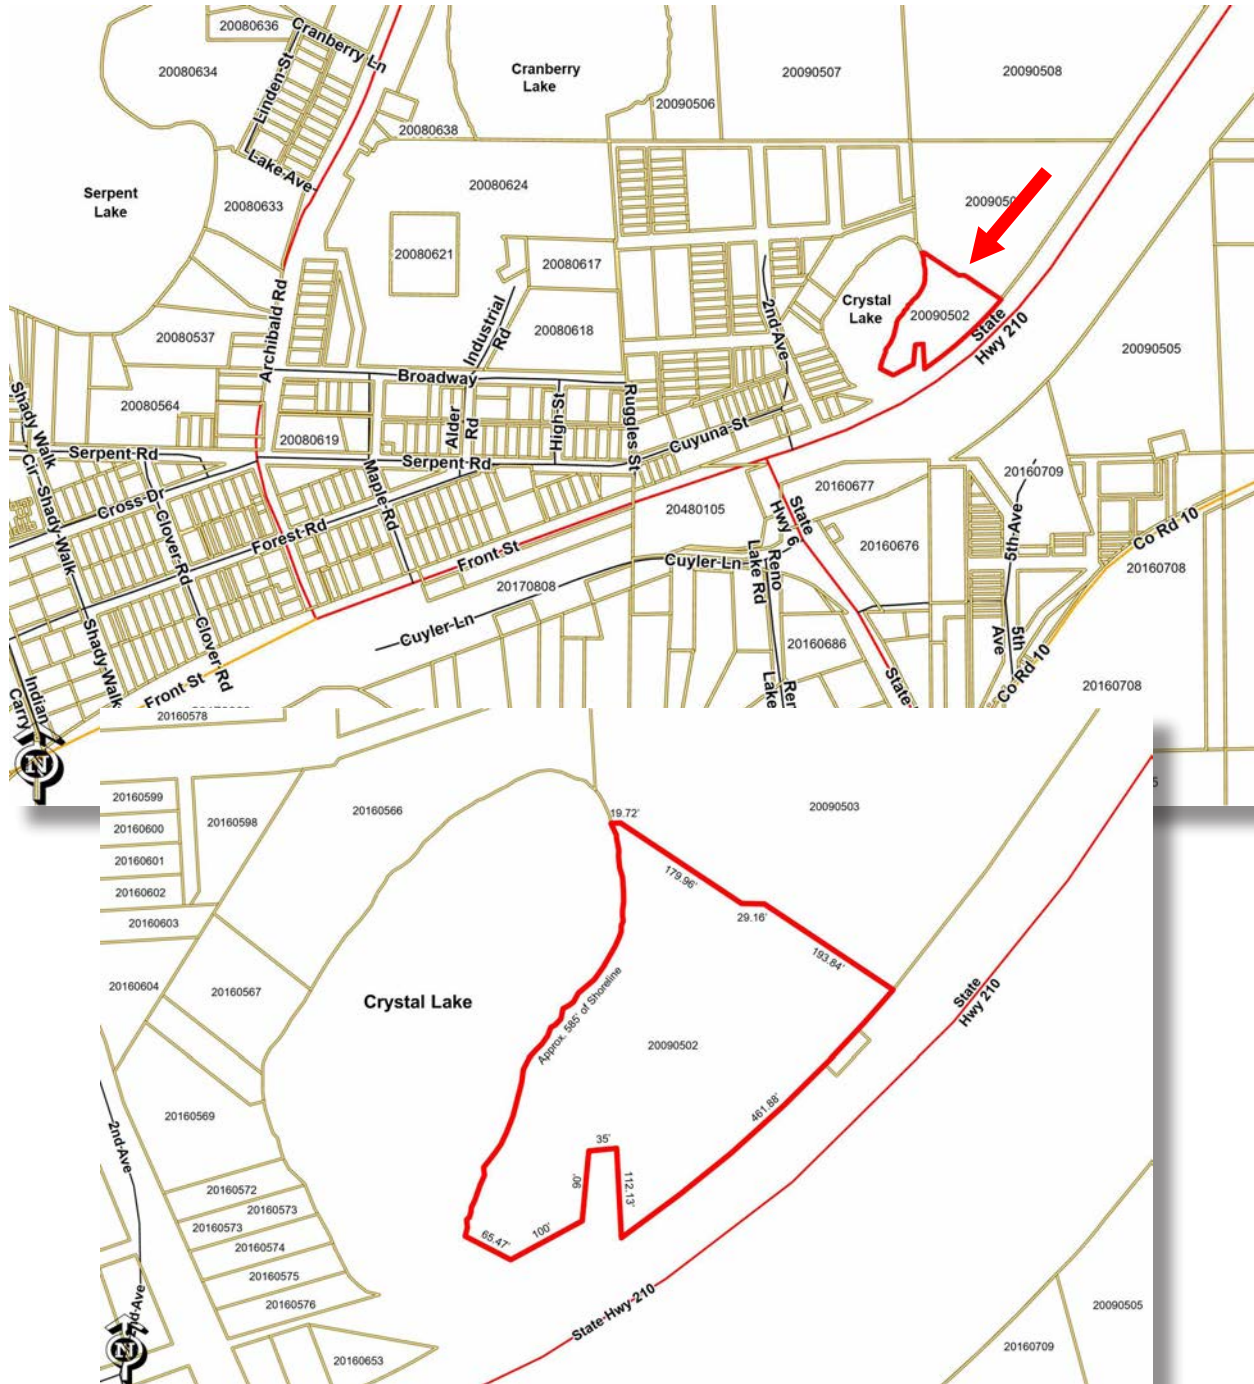 20080636
Cranberry Ln
20080634
Linden-St
Cranberry
Lake
20090507
20090508
20090506
20080638
Lake-Ave
Serpent
Lake
20080624
20080633
20080621
20080617
Industrial
Rd
20080618
Archibald Rd
20080537
Crystal
Lake
20090502
State
Hwy 210
2nd-Ave
20090505
Broadway
20080564
Shady Walk
Cir
Serpent-Rd
20080619
Alder
Rd
High-St
Ruggles-St
Cuyuna-St
Serpent Rd
Maple-Rd
Cross Dr
Shady-Walk
Clover-Rd
Forest-Rd
Front-St
20480105
State
Hwy 6
20160677
20160709
5th-Ave
Co Rd 10
20160676
20160708
Cuyler-Ln
Reno
Lake Rd
20170808
Cuyler-Ln
20160686
5th
Ave
Co Rd 10
20160708
Indian
Carry
Shady-Walk
Clover Rd
Front St
Lake
State
N
20160578
20160599
20160600
20160601
20160602
20160603
20160598
20160566
19.72'
20090503
179.96'
29.16'
193.84'
20160604
20160567
Crystal Lake
Approx. 585' of Shoreline
20090502
State
Hwy 210
461.88'
20160569
2nd-Ave
35'
90'
112.13'
20160572
20160573
20160573
20160574
20160575
20160576
65.47'
100'
State-Hwy-210
2nd-Ave
N
20160653
20090505
20160709